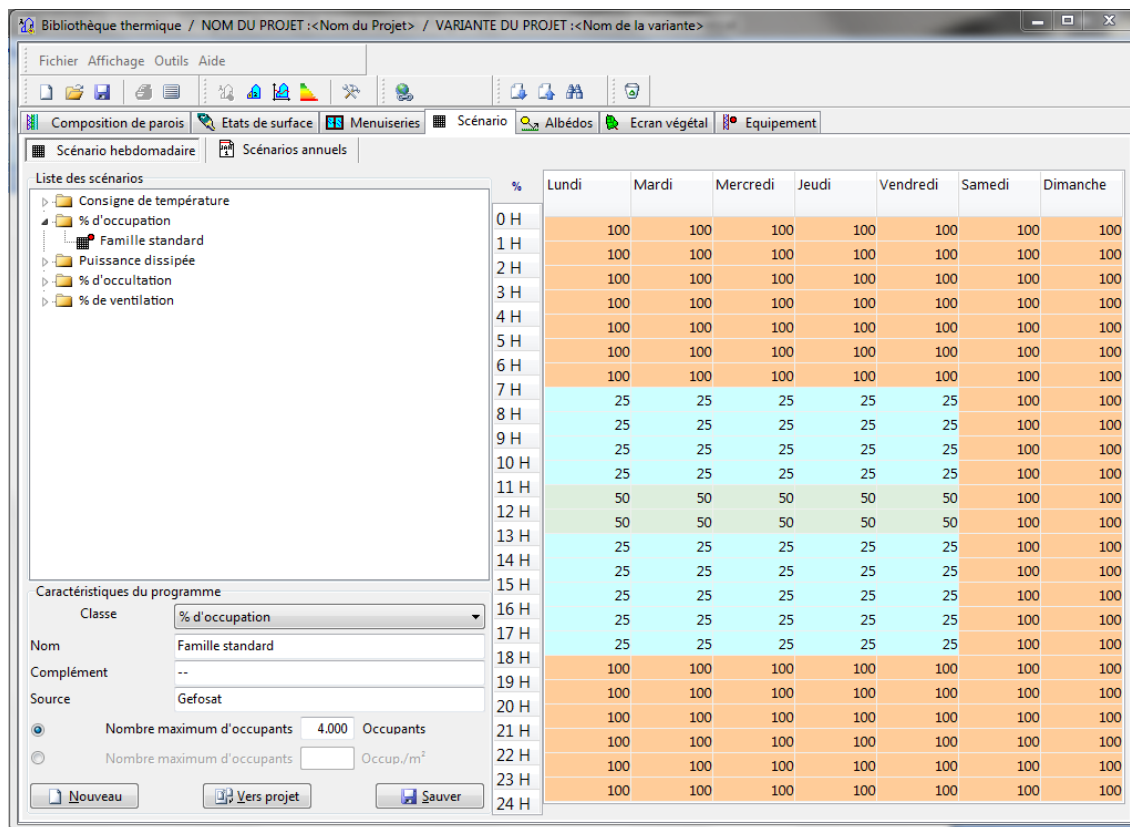 Bibliothèque thermique / NOM DU PROJET :<Nom du Projet> / VARIANTE DU PROJET :<Nom de la variante>
Fichier Affichage Outils Aide
Composition de parois Etats de surface Menuiseries Scénario Albédos Ecran végétal Equipement
Scénario hebdomadaire Scénarios annuels
Liste des scénarios
Consigne de température
% d'occupation
Famille standard
Puissance dissipée
% d'occultation
% de ventilation
Caractéristiques du programme
Classe % d'occupation
Nom Famille standard
Complément --
Source Gefosat
Nombre maximum d'occupants 4.000 Occupants
Nombre maximum d'occupants Occup./m²
Nouveau Vers projet Sauver
% Lundi Mardi Mercredi Jeudi Vendredi Samedi Dimanche
0 H
100 100 100 100 100 100 100
1 H
100 100 100 100 100 100 100
2 H
100 100 100 100 100 100 100
3 H
100 100 100 100 100 100 100
4 H
100 100 100 100 100 100 100
5 H
100 100 100 100 100 100 100
6 H
100 100 100 100 100 100 100
7 H
25 25 25 25 25 100 100
8 H
25 25 25 25 25 100 100
9 H
25 25 25 25 25 100 100
10 H
25 25 25 25 25 100 100
11 H
50 50 50 50 50 100 100
12 H
50 50 50 50 50 100 100
13 H
25 25 25 25 25 100 100
14 H
25 25 25 25 25 100 100
15 H
25 25 25 25 25 100 100
16 H
25 25 25 25 25 100 100
17 H
25 25 25 25 25 100 100
18 H
100 100 100 100 100 100 100
19 H
100 100 100 100 100 100 100
20 H
100 100 100 100 100 100 100
21 H
100 100 100 100 100 100 100
22 H
100 100 100 100 100 100 100
23 H
100 100 100 100 100 100 100
24 H